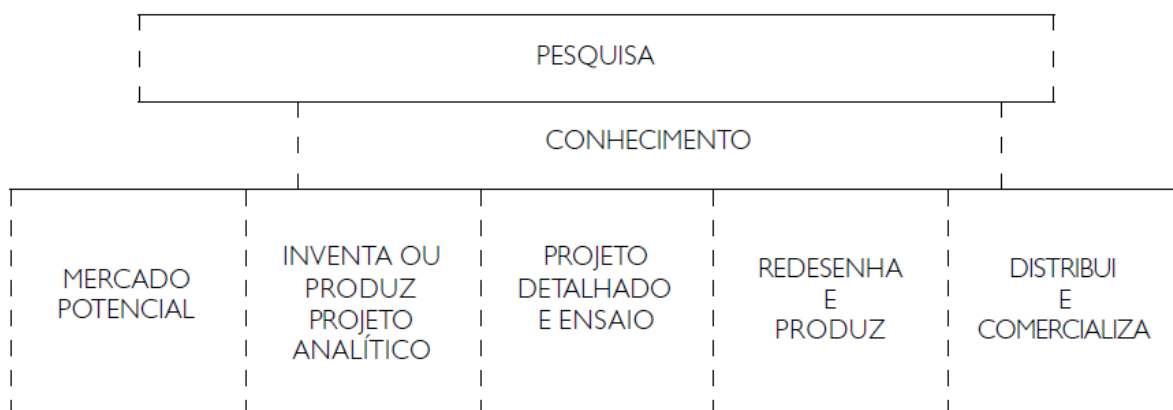 PESQUISA
CONHECIMENTO
MERCADO
POTENCIAL
INVENTA OU
PRODUZ
PROJETO
ANALÍTICO
PROJETO
DETALHADO
E ENSAIO
REDESENHA
E
PRODUZ
DISTRIBUI
E
COMERCIALIZA